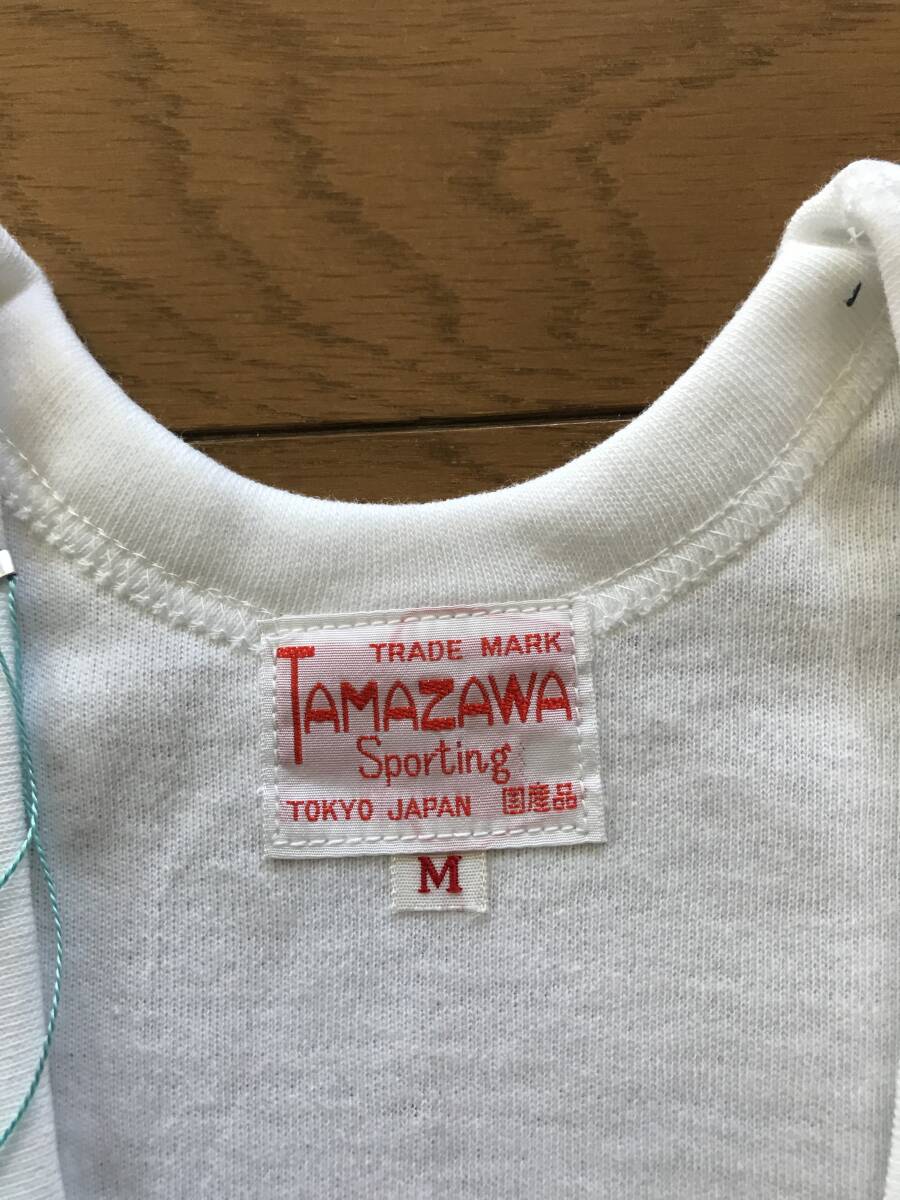 TRADE MARK
TAMAZAWA
Sporting
TOKYO JAPAN 国産品
M